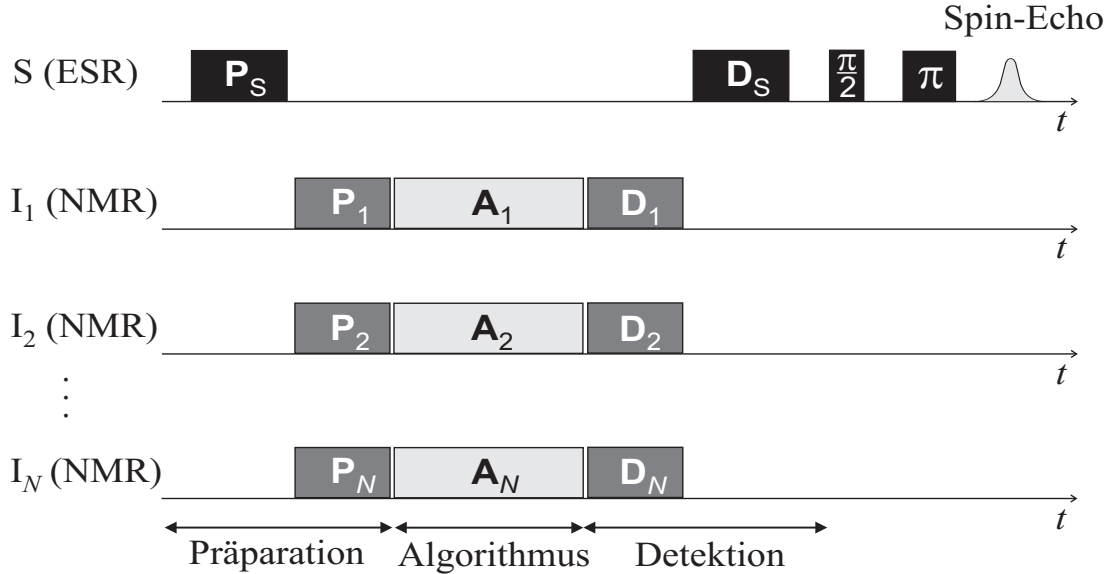 Spin-Echo
S (ESR) P_S D_S π/2 π
t
I_1 (NMR) P_1 A_1 D_1
t
I_2 (NMR) P_2 A_2 D_2
t
⋮
I_N (NMR) P_N A_N D_N
t
Präparation Algorithmus Detektion